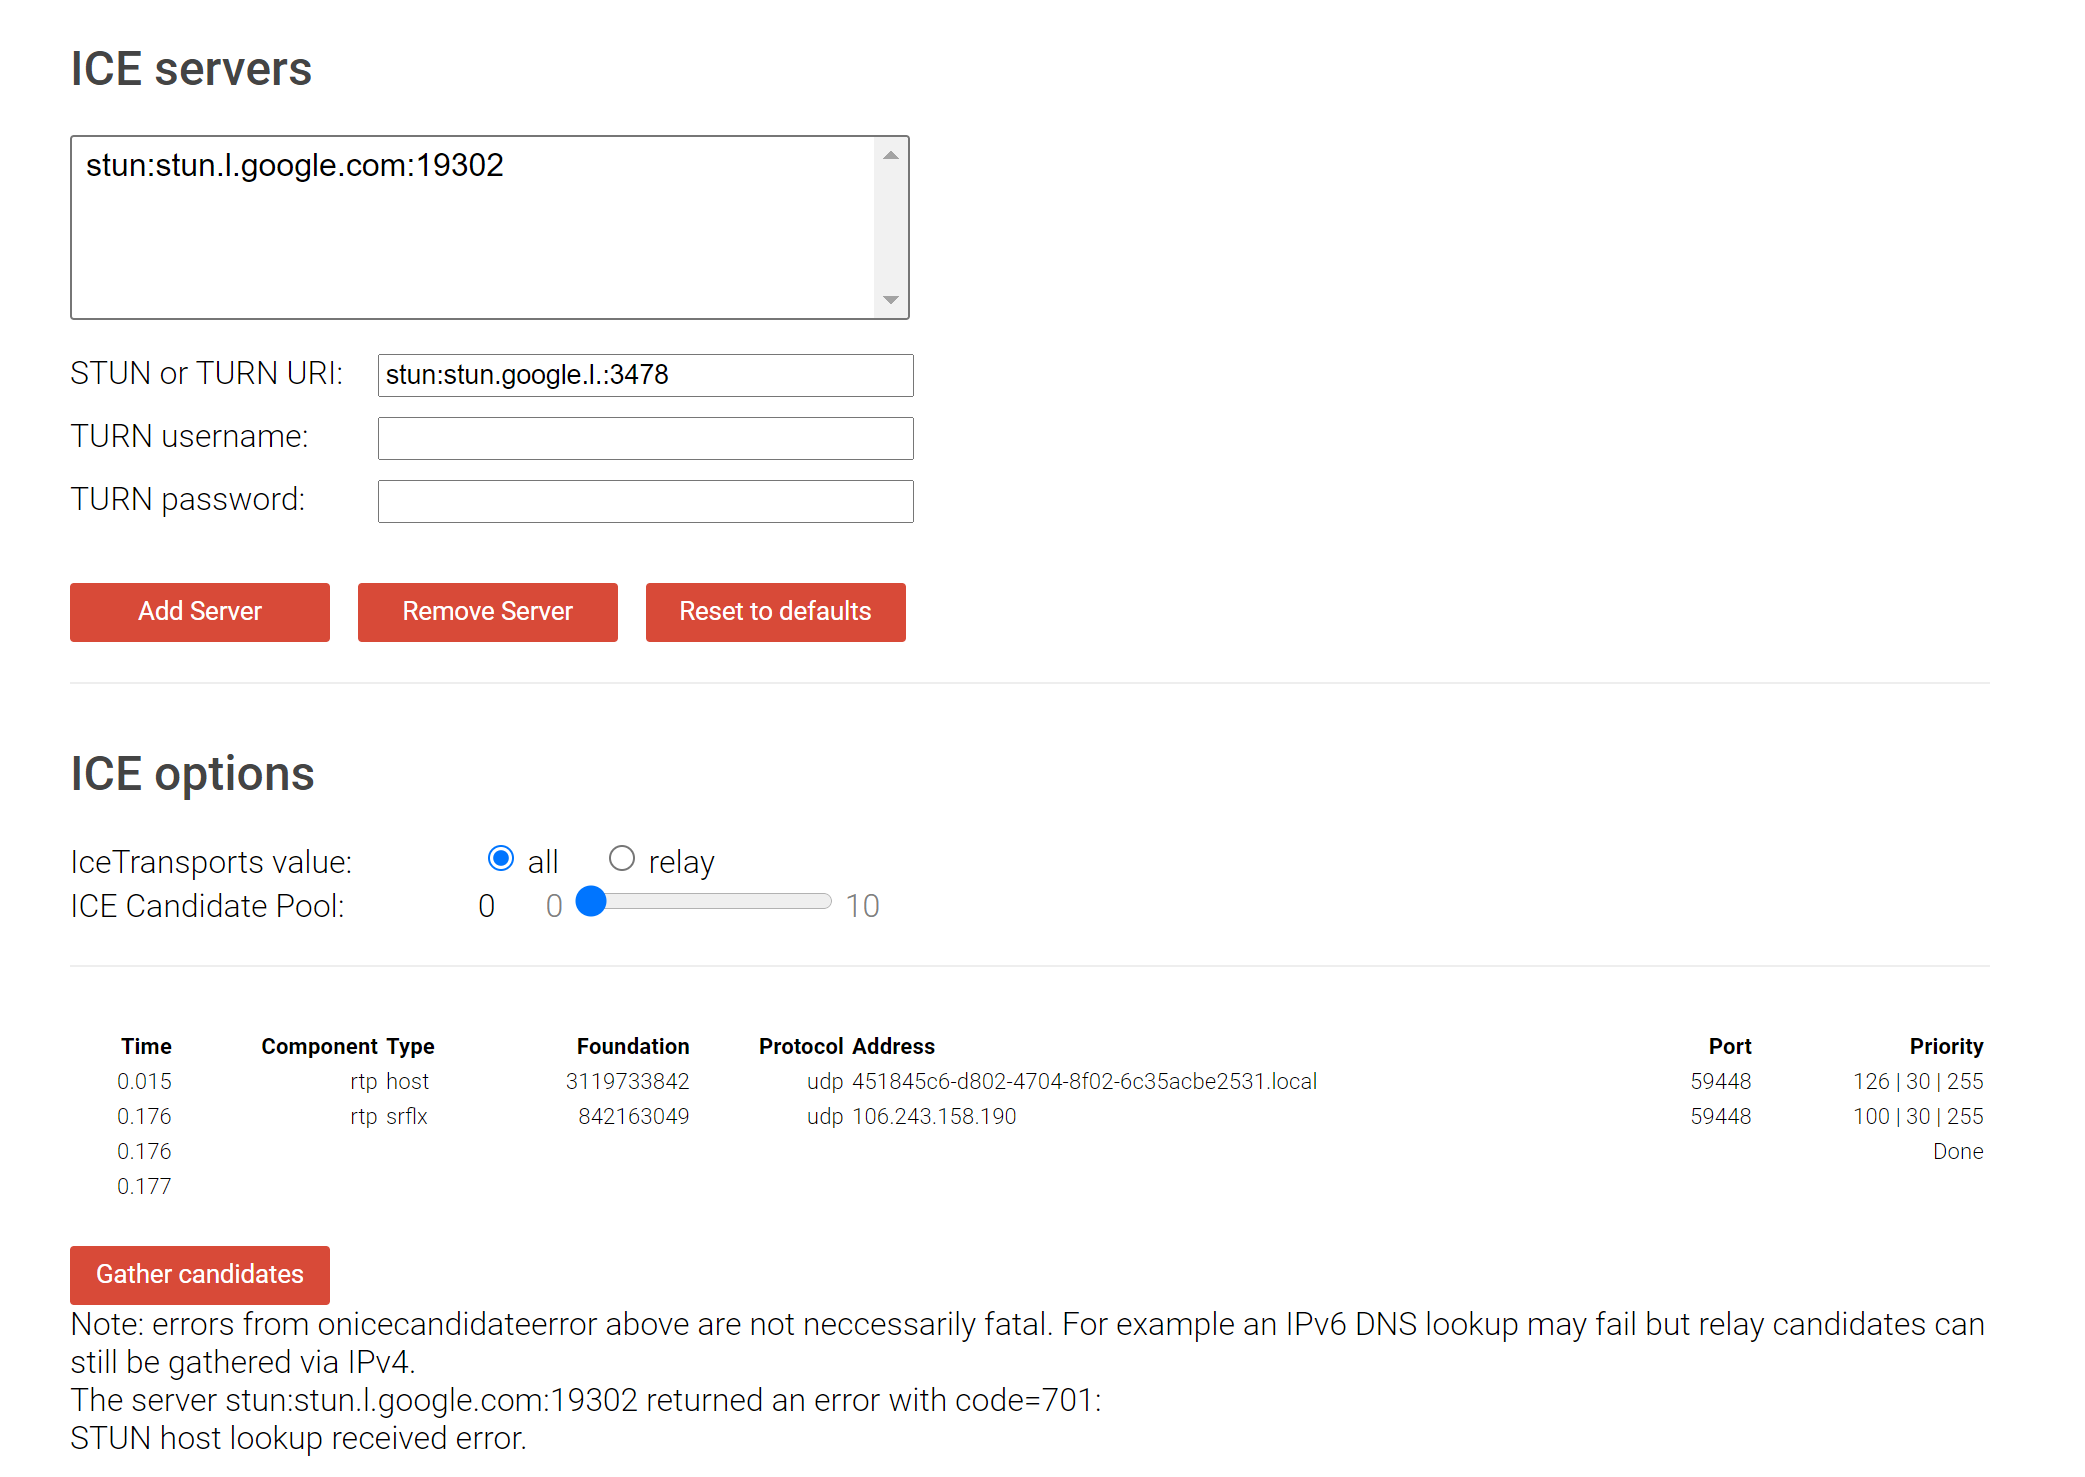 ICE servers
stun:stun.l.google.com:19302
STUN or TURN URI: stun:stun.google.l.:3478
TURN username:
TURN password:
Add Server Remove Server Reset to defaults
ICE options
IceTransports value: all relay
ICE Candidate Pool: 0 0 10
Time Component Type Foundation Protocol Address Port Priority
0.015 rtp host 3119733842 udp 451845c6-d802-4704-8f02-6c35acbe2531.local 59448 126 | 30 | 255
0.176 rtp srflx 842163049 udp 106.243.158.190 59448 100 | 30 | 255
0.176 Done
0.177
Gather candidates
Note: errors from onicecandidateerror above are not neccessarily fatal. For example an IPv6 DNS lookup may fail but relay candidates can
still be gathered via IPv4.
The server stun:stun.l.google.com:19302 returned an error with code=701:
STUN host lookup received error.